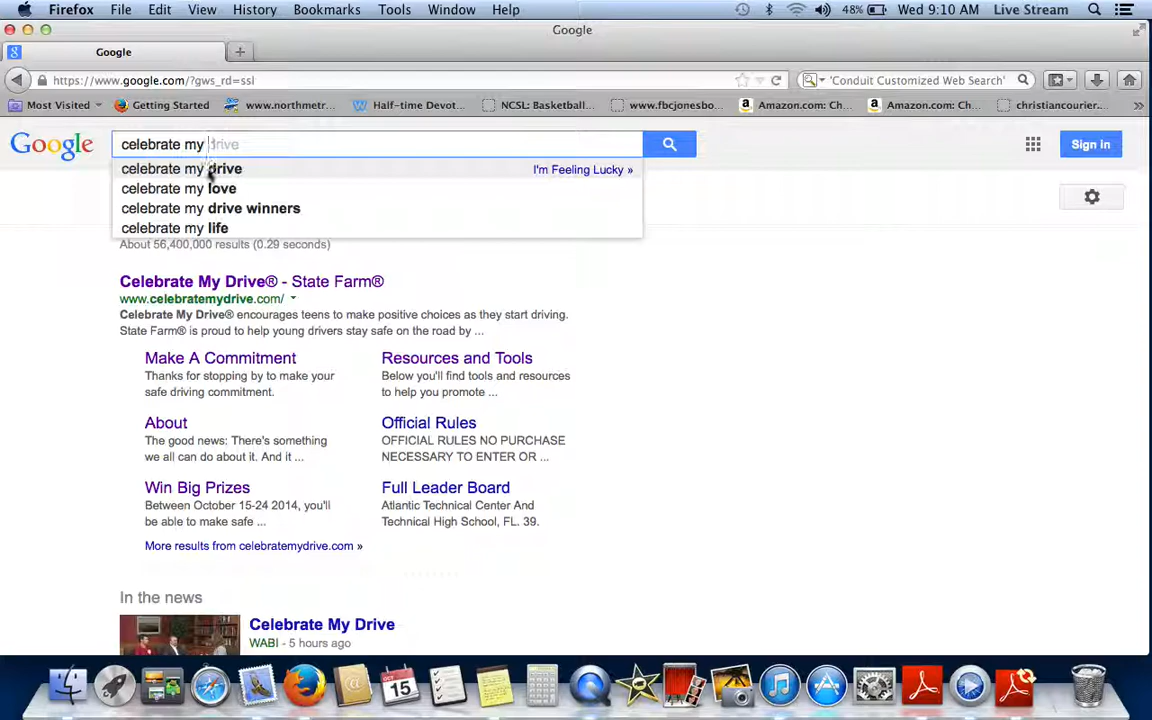 Firefox File Edit View History Bookmarks Tools Window Help 48% Wed 9:10 AM Live Stream
Google
8 Google
https://www.google.com/?gws_rd=ssl 'Conduit Customized Web Search'
Most Visited Getting Started www.northmetr... Half-time Devot... NCSL: Basketball... www.fbcjonesbo... Amazon.com: Ch... Amazon.com: Ch... christiancourier....
Google celebrate my drive Sign in
celebrate my drive I'm Feeling Lucky »
celebrate my love
celebrate my drive winners
celebrate my life
About 56,400,000 results (0.29 seconds)
Celebrate My Drive® - State Farm®
www.celebratemydrive.com/
Celebrate My Drive® encourages teens to make positive choices as they start driving.
State Farm® is proud to help young drivers stay safe on the road by ...
Make A Commitment
Thanks for stopping by to make your
safe driving commitment.
Resources and Tools
Below you'll find tools and resources
to help you promote ...
About
The good news: There's something
we all can do about it. And it ...
Official Rules
OFFICIAL RULES NO PURCHASE
NECESSARY TO ENTER OR ...
Win Big Prizes
Between October 15-24 2014, you'll
be able to make safe ...
Full Leader Board
Atlantic Technical Center And
Technical High School, FL. 39.
More results from celebratemydrive.com »
In the news
Celebrate My Drive
WABI - 5 hours ago
OCT
15